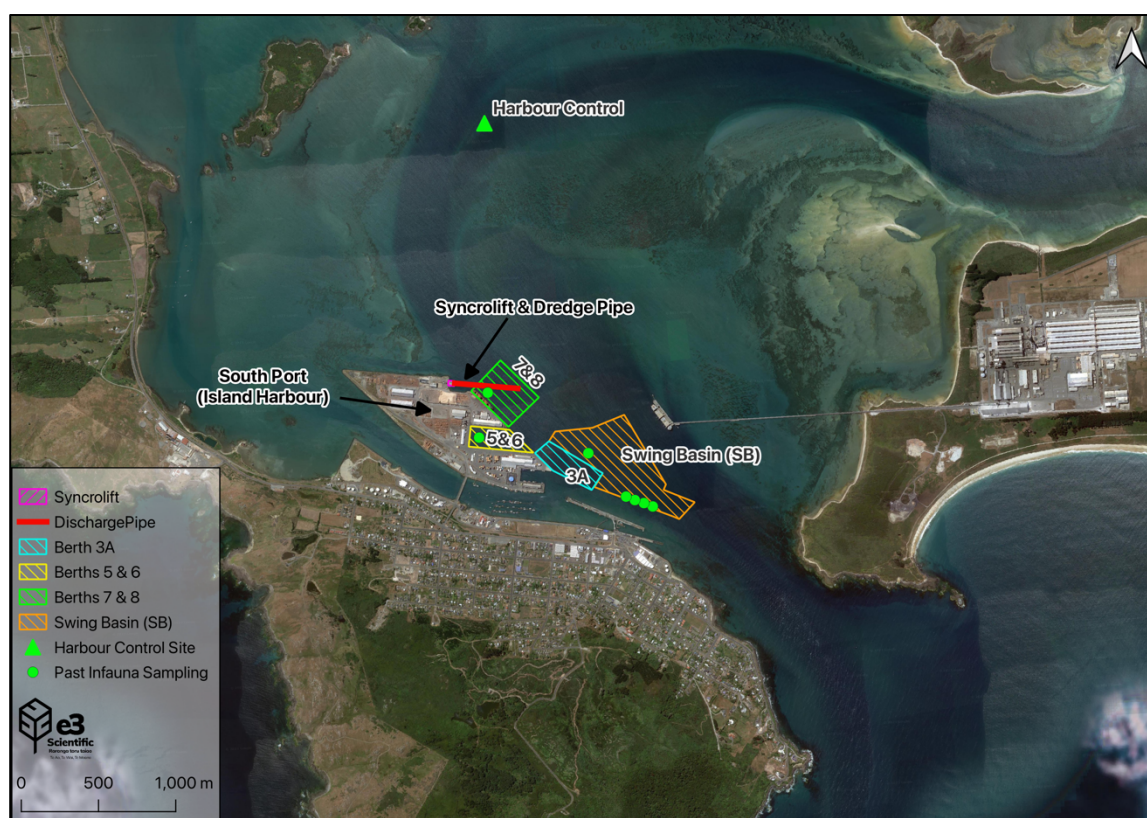 Harbour Control
Syncrolift & Dredge Pipe
South Port
(Island Harbour)
7&8
5&6
Swing Basin (SB)
3A
Syncrolift
DischargePipe
Berth 3A
Berths 5 & 6
Berths 7 & 8
Swing Basin (SB)
Harbour Control Site
Past Infauna Sampling
e3
Scientific
0 500 1,000 m